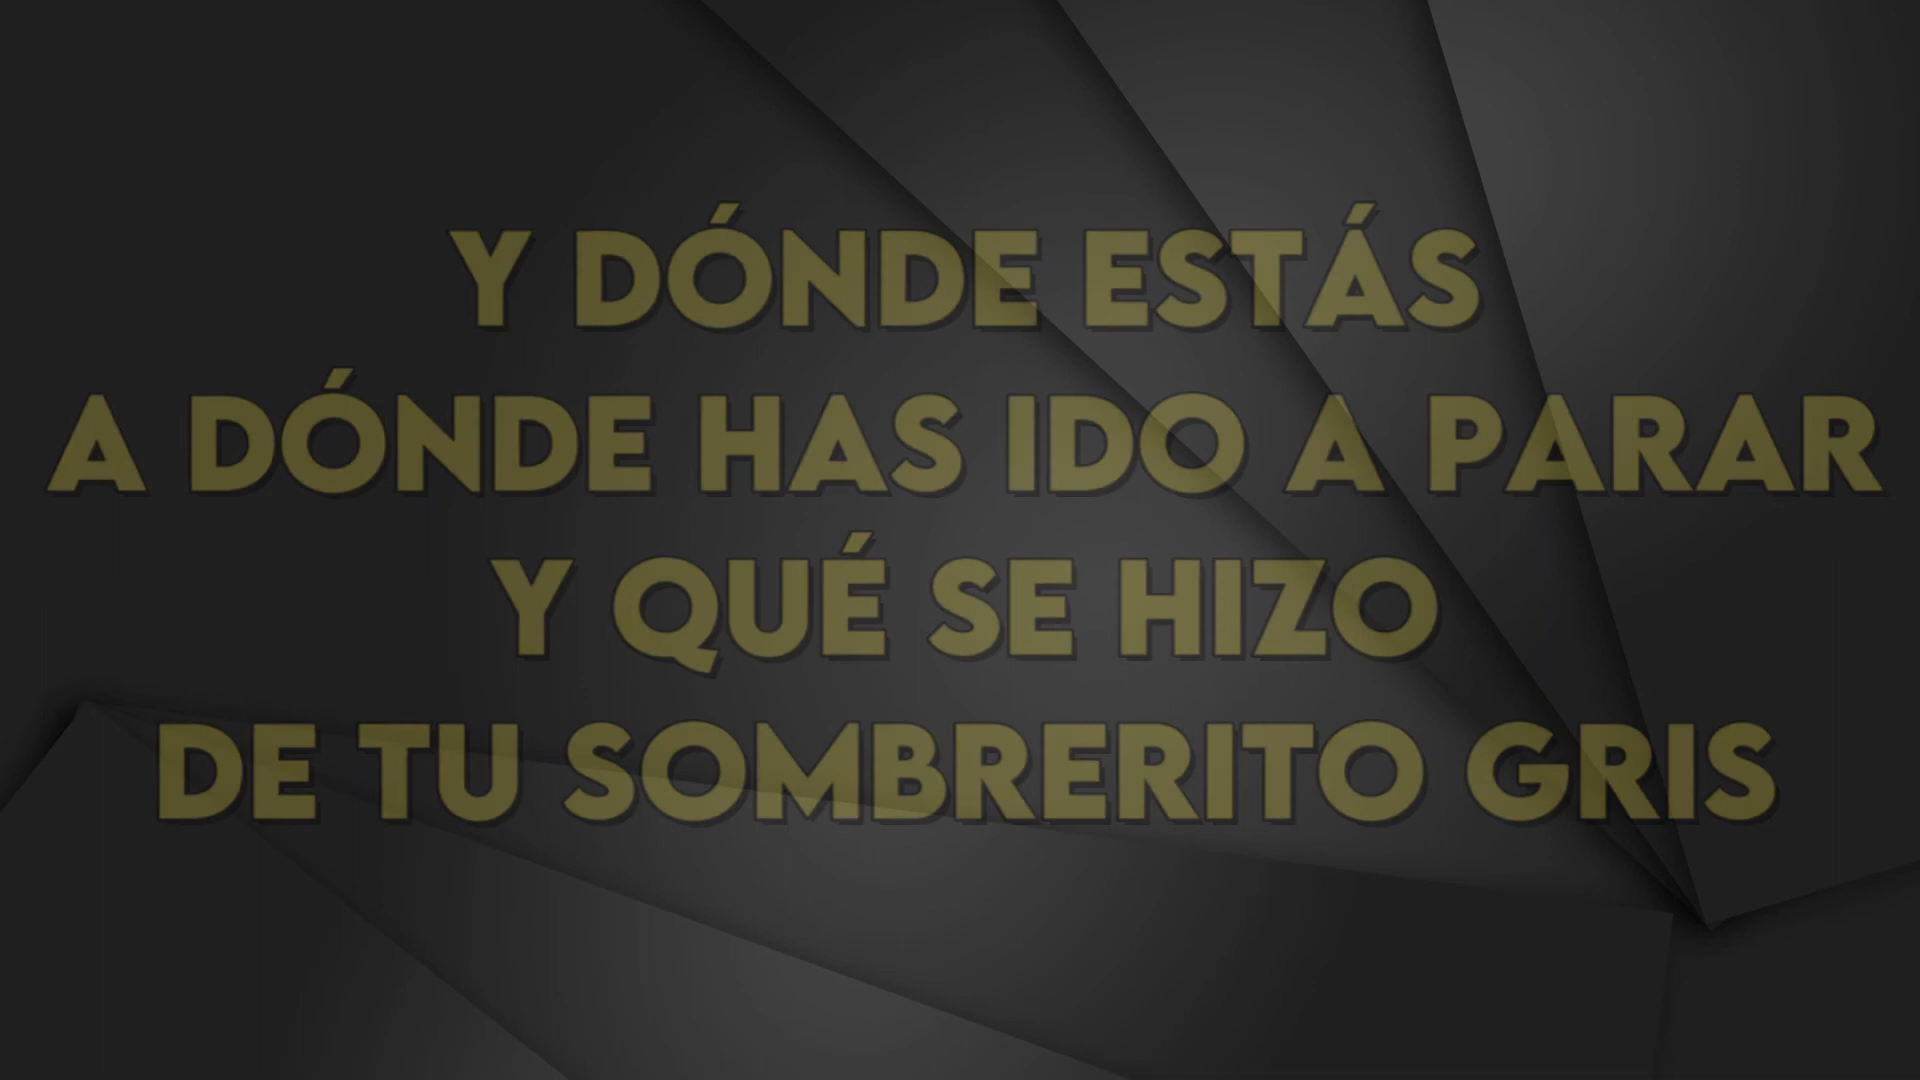 Y DÓNDE ESTÁS
A DÓNDE HAS IDO A PARAR
Y QUÉ SE HIZO
DE TU SOMBRERITO GRIS